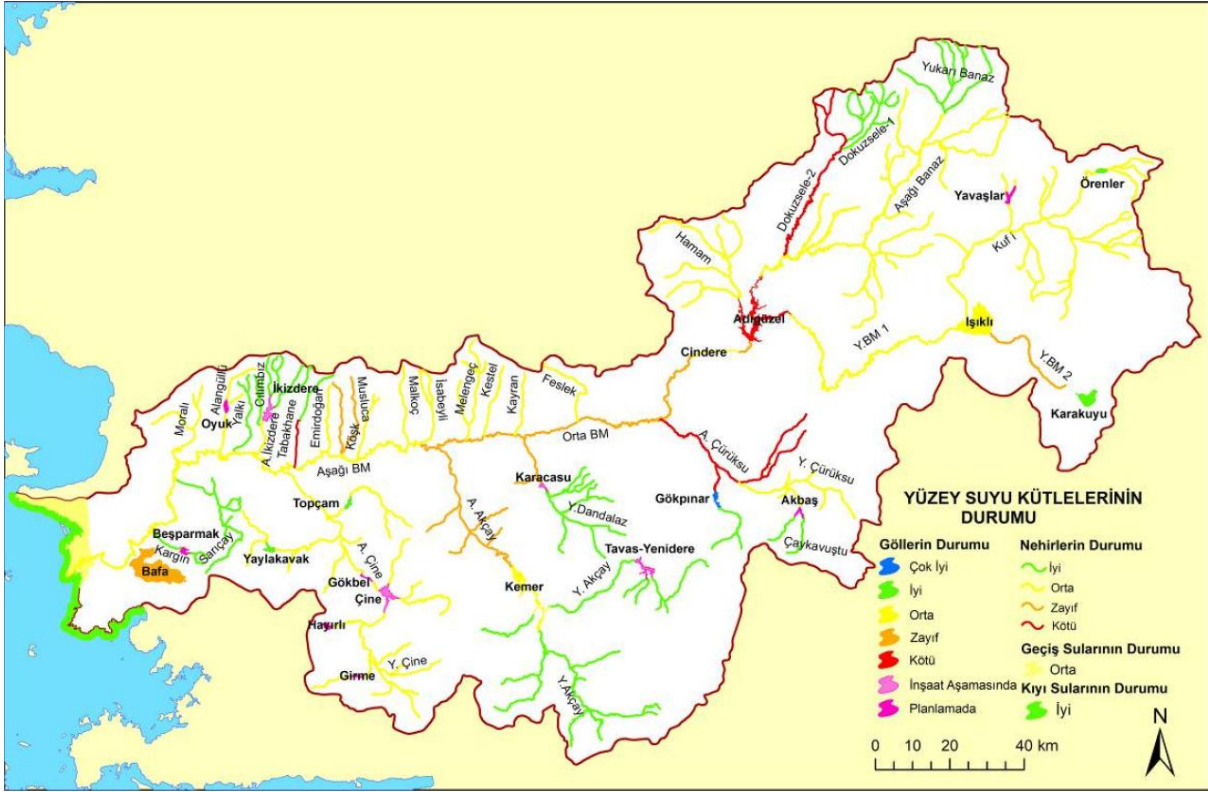 Yukarı Banaz
Dokuzsele-1
Dokuzsele-2
Aşağı Banaz
Örenler
Yavaşlar
Kufi
Hamam
Adıgüzel
Işıklı
Y.BM 1
Cindere
Y.BM 2
Karakuyu
Moralı
Alangüllü
Oyuk
Yalkı
Çıtımbız
İkizdere
A.İkizdere
Tabakhane
Emirdoğan
Köşk
Musluca
Malkoç
İsabeyli
Melengeç
Kestel
Kayran
Feslek
Orta BM
Aşağı BM
A. Çürüksu
Y. Çürüksu
Gökpınar
Akbaş
Çaykavuştu
Karacasu
Y.Dandalaz
Topçam
A. Akçay
Tavas-Yenidere
Y. Akçay
Beşparmak
Kargın
Sarıçay
Bafa
Yaylakavak
A. Çine
Gökbel
Çine
Kemer
Hayırlı
Girme
Y. Çine
Y.Akçay
YÜZEY SUYU KÜTLELERİNİN
DURUMU
Göllerin Durumu
Çok İyi
İyi
Orta
Zayıf
Kötü
İnşaat Aşamasında
Planlamada
Nehirlerin Durumu
İyi
Orta
Zayıf
Kötü
Geçiş Sularının Durumu
Orta
Kıyı Sularının Durumu
İyi
N
0 10 20 40 km